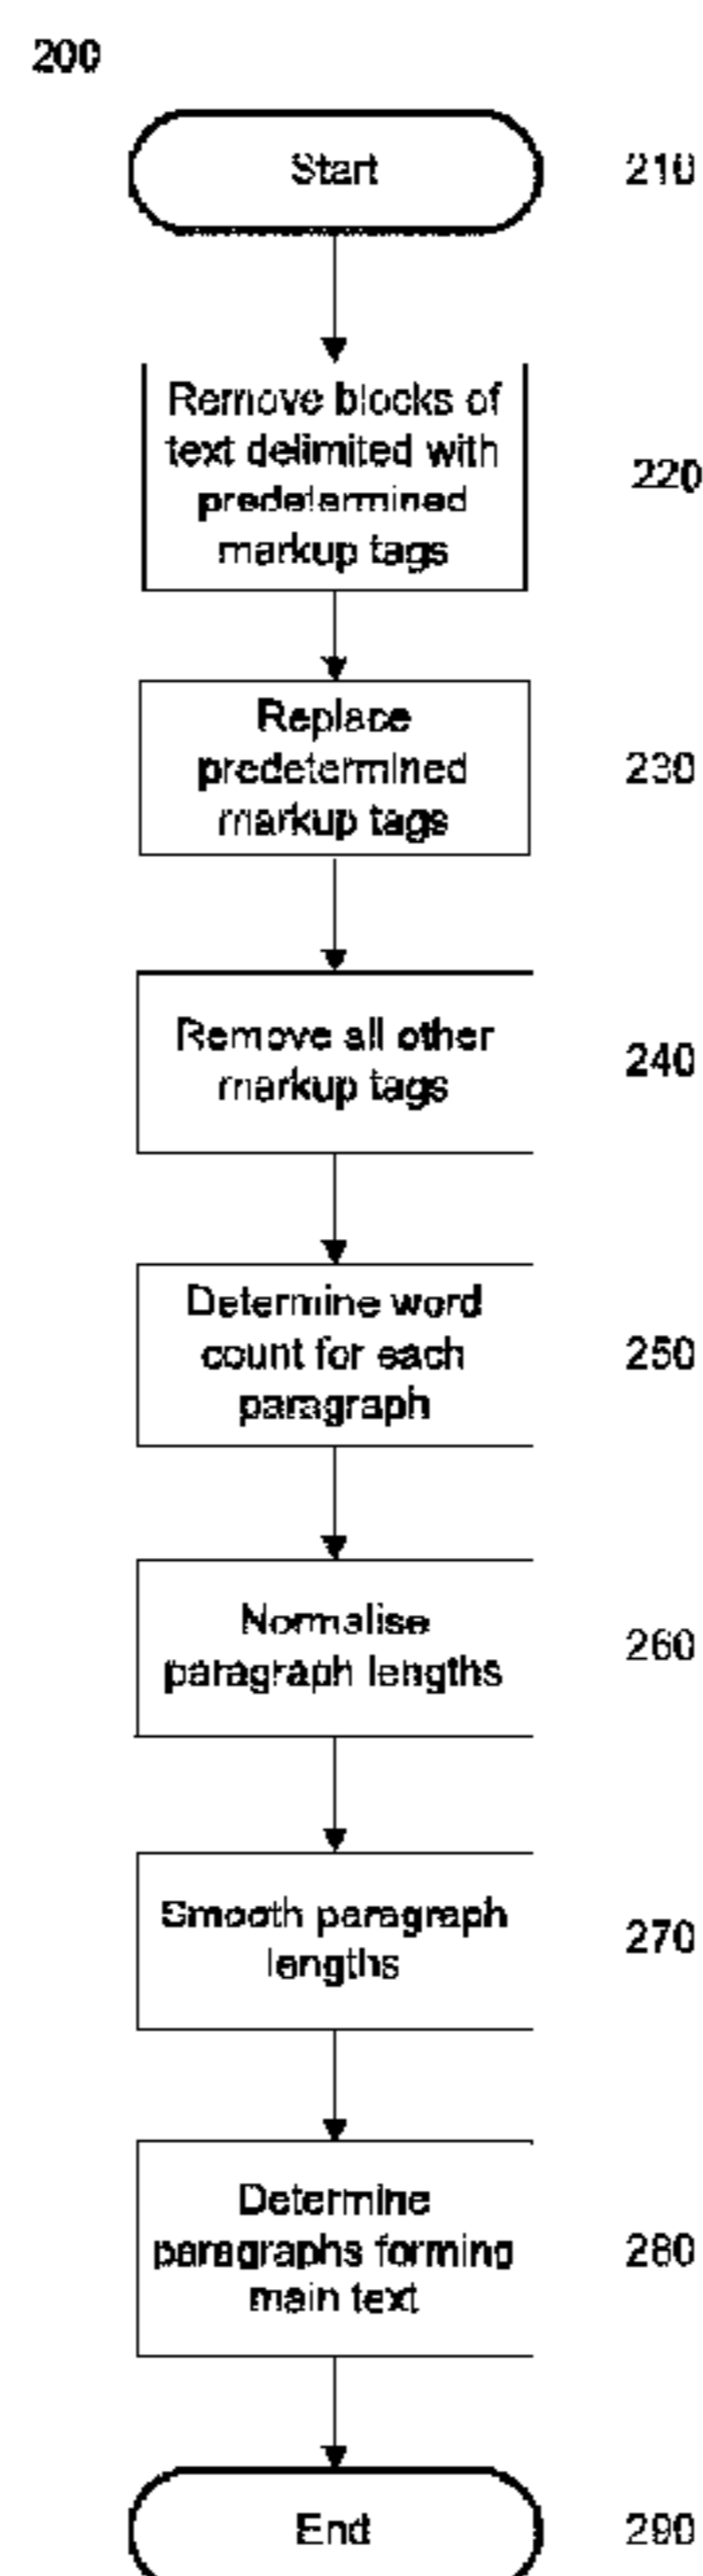 200
Start
210
Remove blocks of
text delimited with
predetermined
markup tags
220
Replace
predetermined
markup tags
230
Remove all other
markup tags
240
Determine word
count for each
paragraph
250
Normalise
paragraph lengths
260
Smooth paragraph
lengths
270
Determine
paragraphs forming
main text
280
End
290